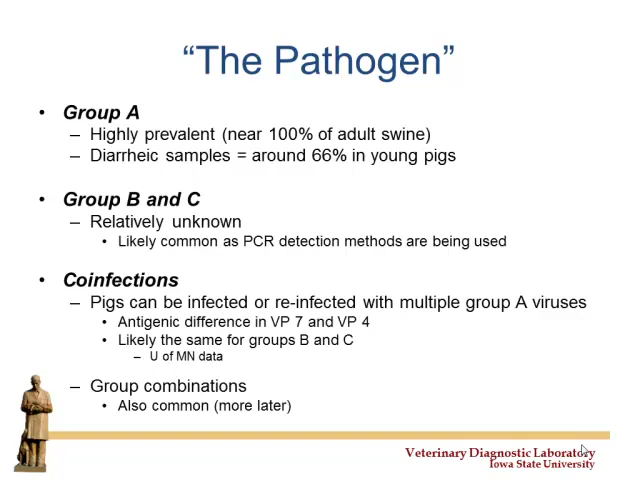 “The Pathogen”
• Group A
– Highly prevalent (near 100% of adult swine)
– Diarrheic samples = around 66% in young pigs
• Group B and C
– Relatively unknown
• Likely common as PCR detection methods are being used
• Coinfections
– Pigs can be infected or re-infected with multiple group A viruses
• Antigenic difference in VP 7 and VP 4
• Likely the same for groups B and C
– U of MN data
– Group combinations
• Also common (more later)
Veterinary Diagnostic Laboratory
Iowa State University